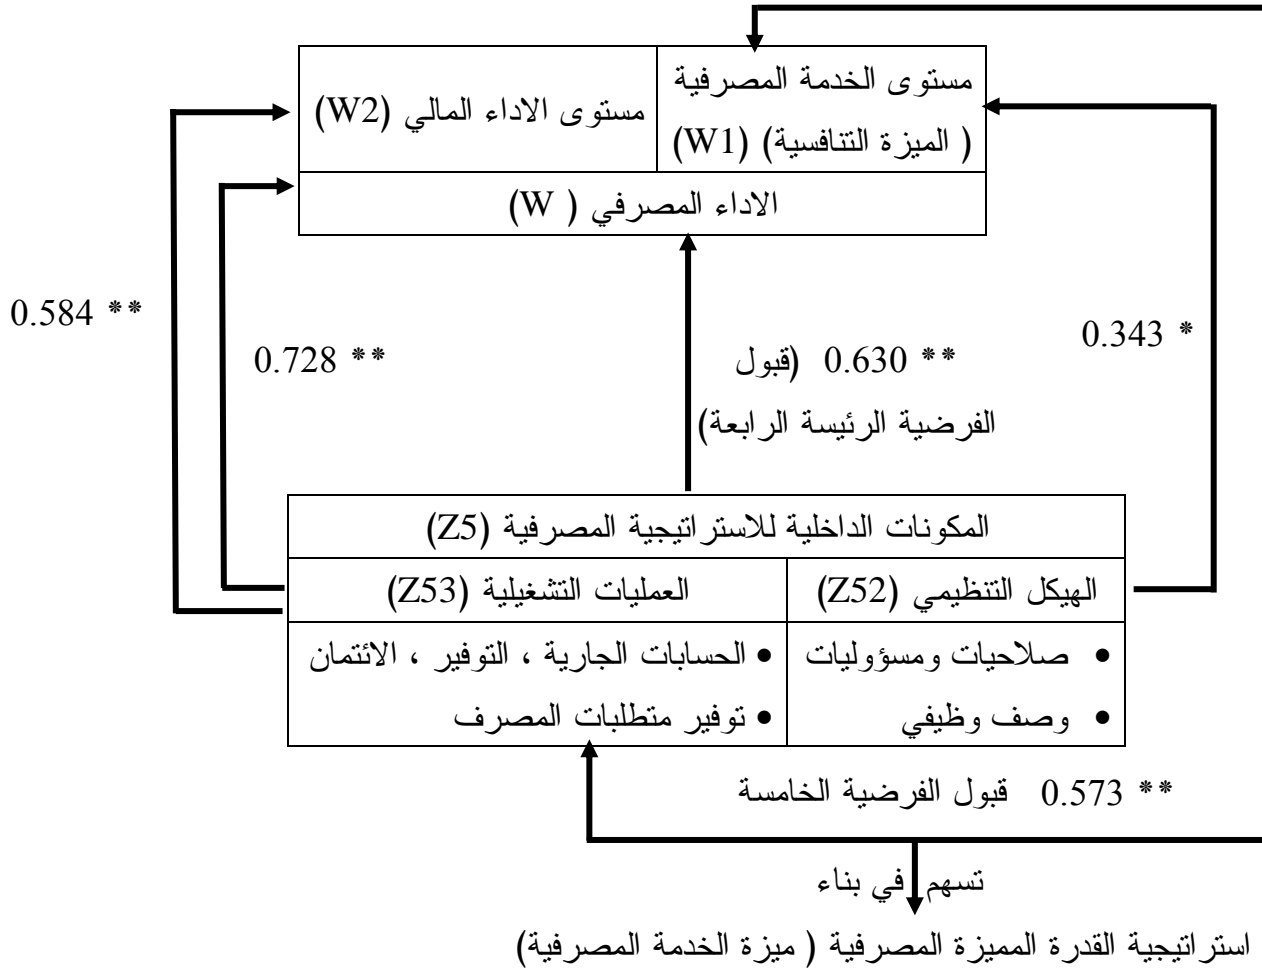 مستوى الخدمة المصرفية
( الميزة التنافسية) (W1)
مستوى الاداء المالي (W2)
الاداء المصرفي ( W)
0.584 **
0.728 **
0.630 ** (قبول
الفرضية الرئيسة الرابعة)
0.343 *
المكونات الداخلية للاستراتيجية المصرفية (Z5)
الهيكل التنظيمي (Z52)
العمليات التشغيلية (Z53)
• صلاحيات ومسؤوليات
• وصف وظيفي
• الحسابات الجارية ، التوفير ، الائتمان
• توفير متطلبات المصرف
0.573 ** قبول الفرضية الخامسة
تسهم في بناء
استراتيجية القدرة المميزة المصرفية ( ميزة الخدمة المصرفية)